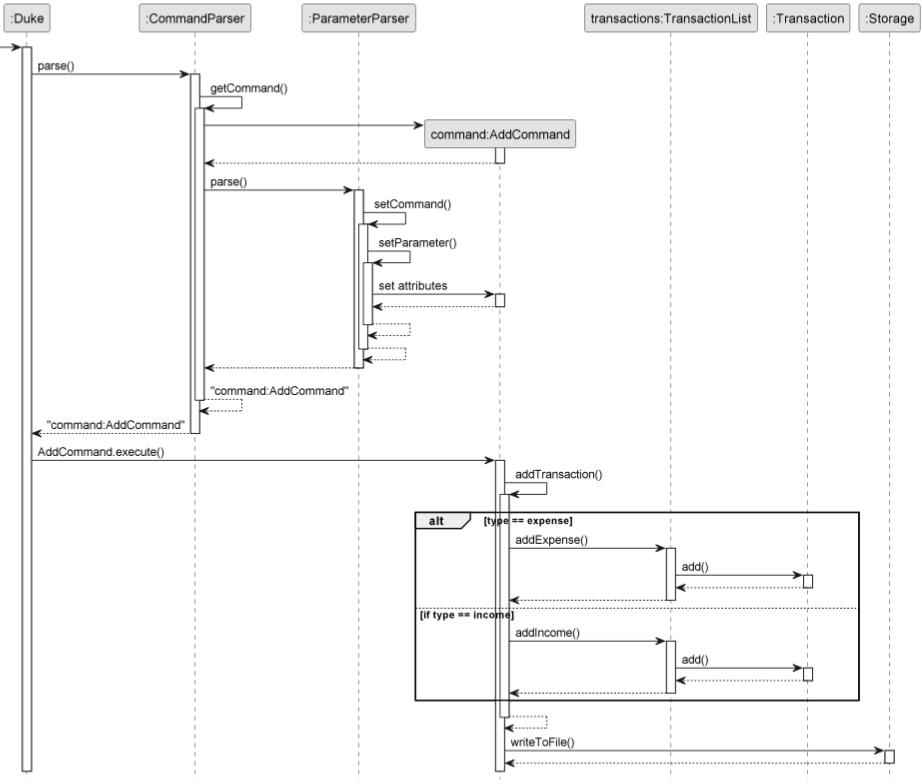 :Duke
:CommandParser
:ParameterParser
transactions:TransactionList
:Transaction
:Storage
parse()
getCommand()
command:AddCommand
parse()
setCommand()
setParameter()
set attributes
"command:AddCommand"
"command:AddCommand"
AddCommand.execute()
addTransaction()
alt
[type == expense]
addExpense()
add()
[if type == income]
addIncome()
add()
writeToFile()